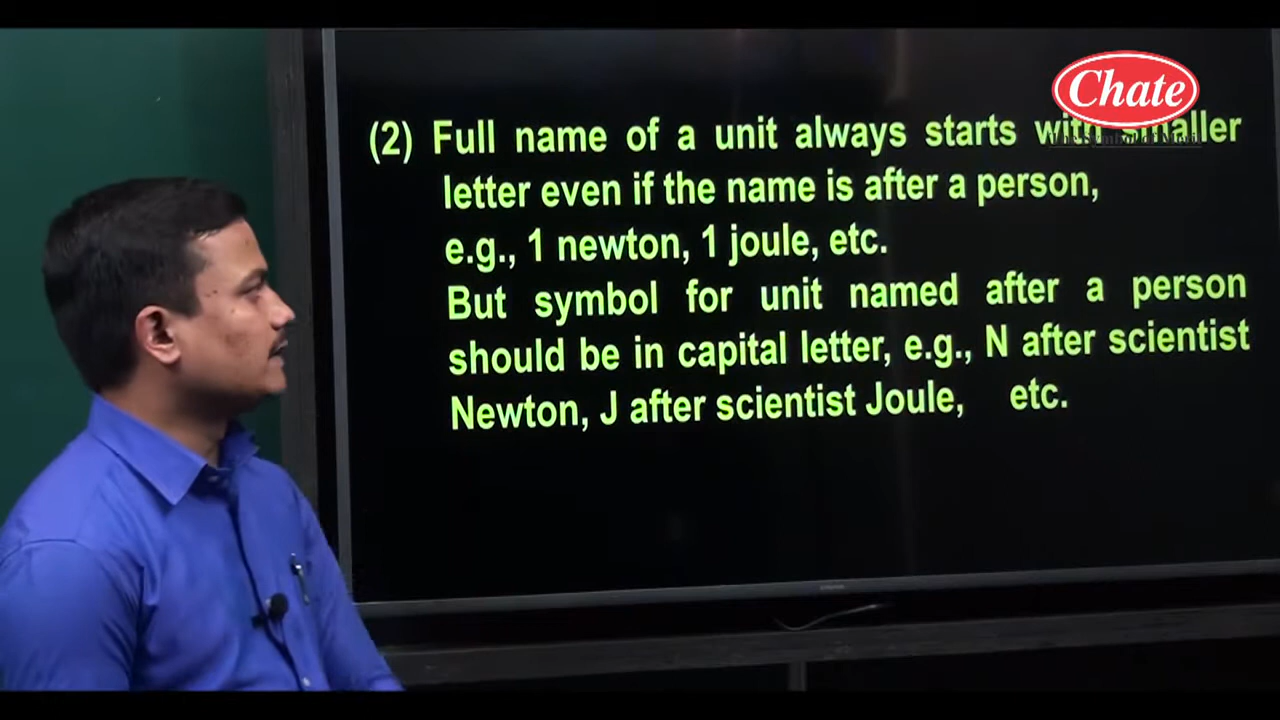 Chate
(2) Full name of a unit always starts with smaller
letter even if the name is after a person,
e.g., 1 newton, 1 joule, etc.
But symbol for unit named after a person
should be in capital letter, e.g., N after scientist
Newton, J after scientist Joule, etc.